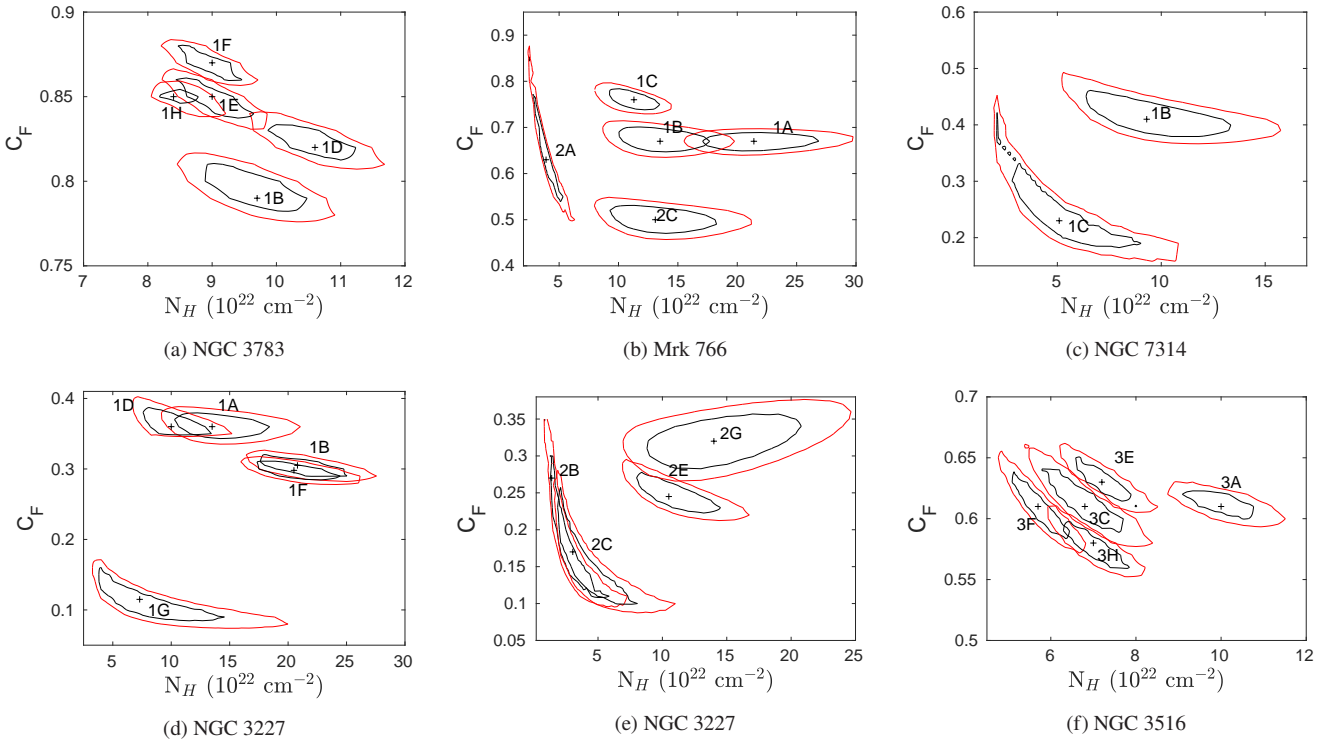 0.9
0.85
0.8
0.75
C_F
7 8 9 10 11 12
N_H (10^22 cm^−2)
1F
1H
1E
1D
1B
(a) NGC 3783
0.9
0.8
0.7
0.6
0.5
0.4
C_F
5 10 15 20 25 30
N_H (10^22 cm^−2)
1C
1B
1A
2A
2C
(b) Mrk 766
0.6
0.5
0.4
0.3
0.2
C_F
5 10 15
N_H (10^22 cm^−2)
1B
1C
(c) NGC 7314
0.4
0.3
0.2
0.1
C_F
5 10 15 20 25 30
N_H (10^22 cm^−2)
1D
1A
1B
1F
1G
(d) NGC 3227
0.35
0.3
0.25
0.2
0.15
0.1
0.05
C_F
5 10 15 20 25
N_H (10^22 cm^−2)
2G
2B
2E
2C
(e) NGC 3227
0.7
0.65
0.6
0.55
0.5
C_F
6 8 10 12
N_H (10^22 cm^−2)
3E
3A
3F
3C
3H
(f) NGC 3516